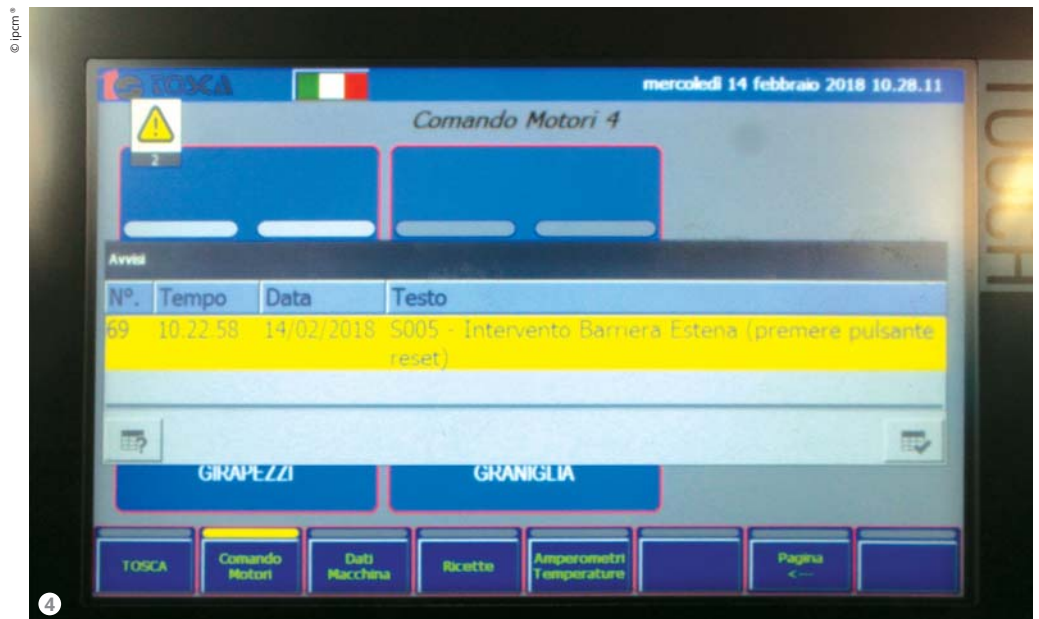 © ipcm ®
TOSCA
mercoledì 14 febbraio 2018 10.28.11
Comando Motori 4
2
Avvisi
N°. Tempo Data Testo
69 10.22.58 14/02/2018 S005 - Intervento Barriera Estena (premere pulsante
reset)
?
GIRAPEZZI GRANIGLIA
TOSCA
Comando
Motori
Dati
Macchina
Ricette
Amperometri
Temperature
Pagina
<---
4